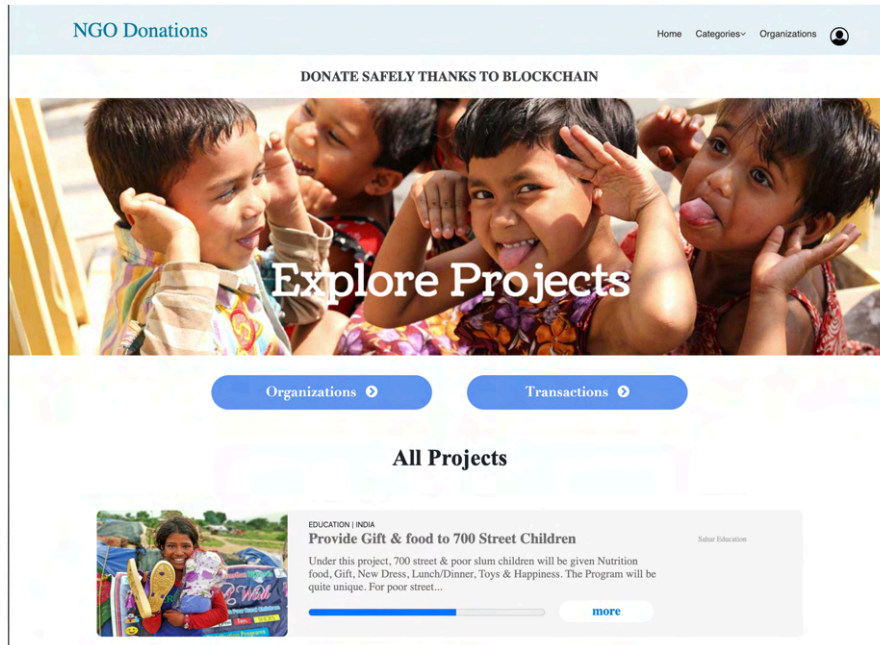 NGO Donations
Home Categories Organizations
DONATE SAFELY THANKS TO BLOCKCHAIN
Explore Projects
Organizations
Transactions
All Projects
EDUCATION | INDIA
Provide Gift & food to 700 Street Children
Sahar Education
Under this project, 700 street & poor slum children will be given Nutrition
food, Gift, New Dress, Lunch/Dinner, Toys & Happiness. The Program will be
quite unique. For poor street...
more